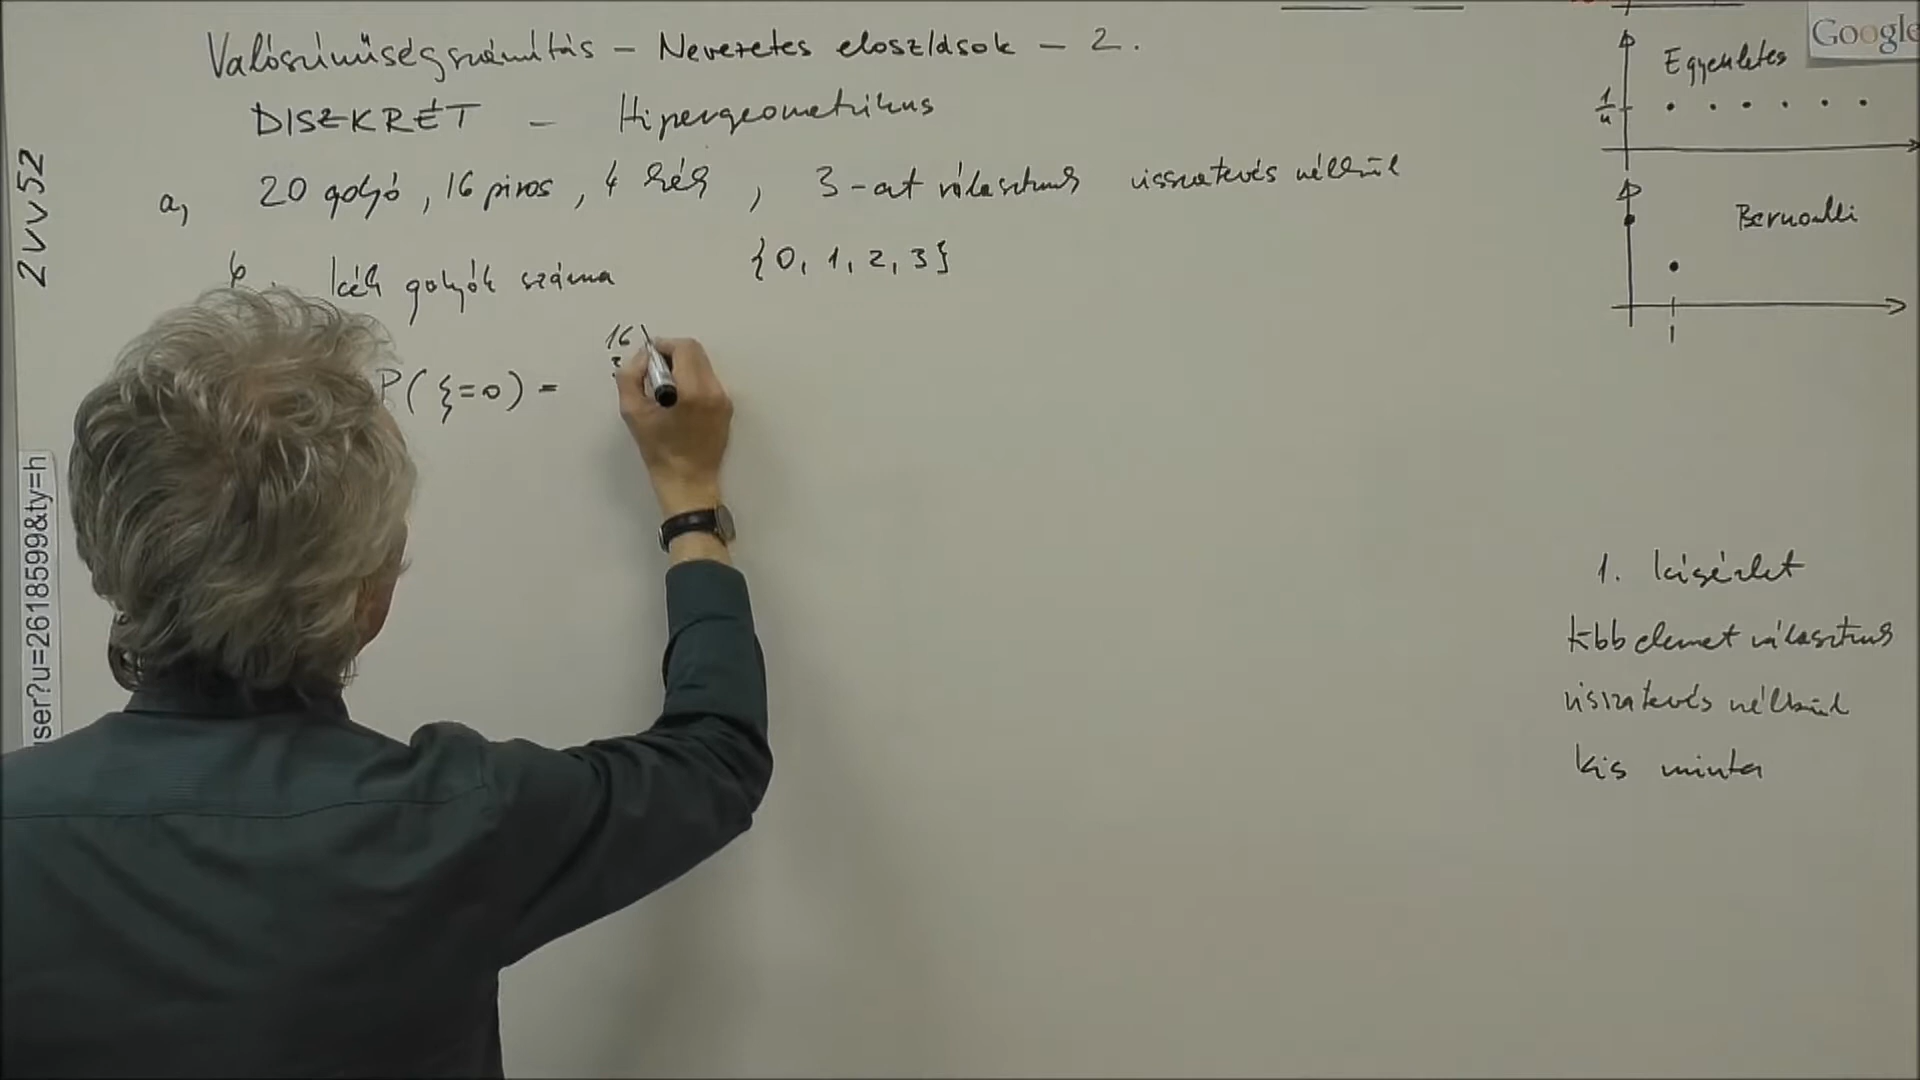 Valószínűségszámítás – Nevezetes eloszlások – 2.
DISZKRÉT – Hipergeometrikus
a, 20 golyó, 16 piros, 4 kék, 3-at választunk visszatevés nélkül
kék golyók száma {0, 1, 2, 3}
P(ξ=0) =
16
3
2VV52
user?u=2618599&ty=h
Google
Egyenletes
1/n
Bernoulli
1
1. kísérlet
több elemet választunk
visszatevés nélkül
kis minta